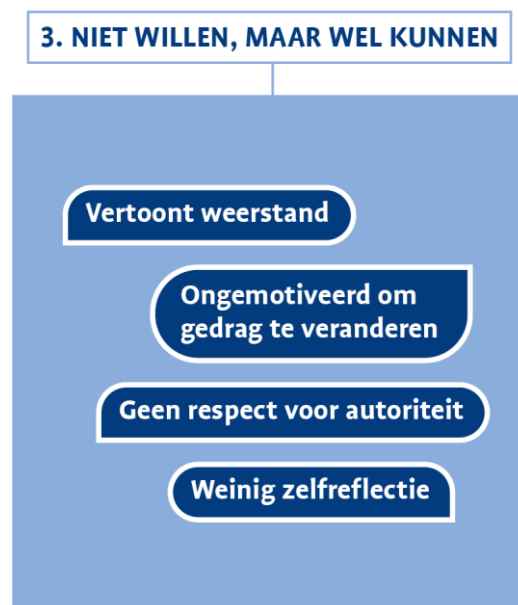 3. NIET WILLEN, MAAR WEL KUNNEN
Vertoont weerstand
Ongemotiveerd om
gedrag te veranderen
Geen respect voor autoriteit
Weinig zelfreflectie